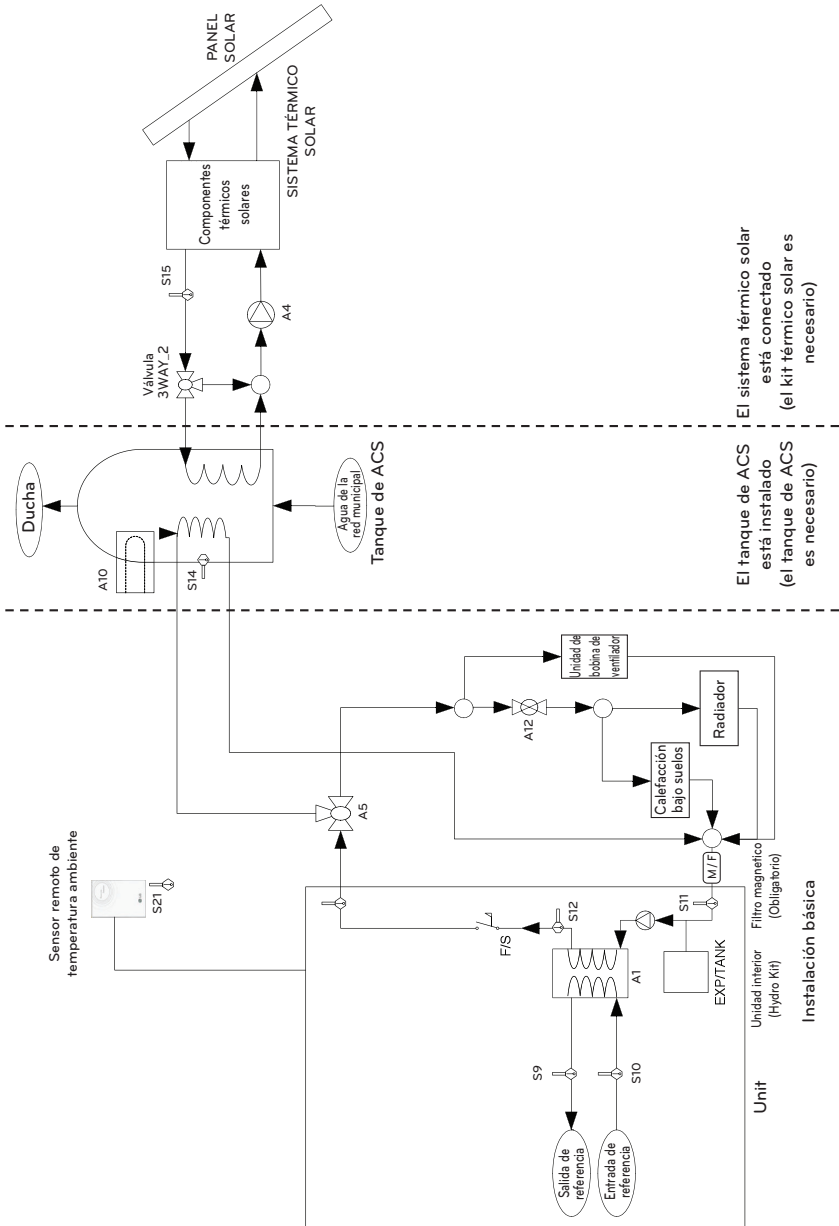 PANEL
SOLAR
SISTEMA TÉRMICO
SOLAR
Componentes
térmicos
solares
S15
A4
Válvula
3WAY_2
Ducha
A10
S14
Agua de la
red municipal
Tanque de ACS
El sistema térmico solar
está conectado
(el kit térmico solar es
necesario)
El tanque de ACS
está instalado
(el tanque de ACS
es necesario)
Sensor remoto de
temperatura ambiente
S21
A5
Unidad de
bobina de
ventilador
A12
Radiador
Calefacción
bajo suelos
M/F
Filtro magnetico
(Obligatorio)
S11
S12
F/S
A1
EXP/TANK
Unidad interior
(Hydro Kit)
S9
S10
Salida de
referencia
Entrada de
referencia
Unit
Instalación básica